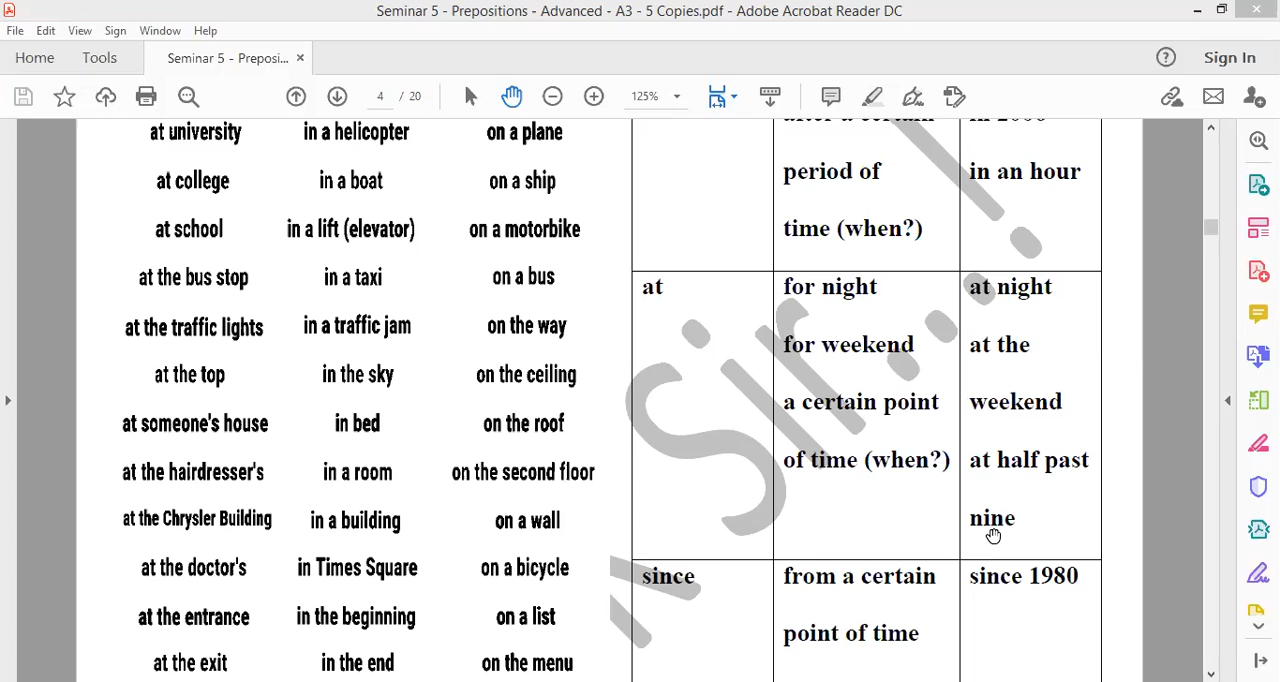 Seminar 5 - Prepositions - Advanced - A3 - 5 Copies.pdf - Adobe Acrobat Reader DC
File Edit View Sign Window Help
Home Tools Seminar 5 - Preposi... × Sign In
4 / 20 125%
at university in a helicopter on a plane
at college in a boat on a ship
at school in a lift (elevator) on a motorbike
at the bus stop in a taxi on a bus
at the traffic lights in a traffic jam on the way
at the top in the sky on the ceiling
at someone's house in bed on the roof
at the hairdresser's in a room on the second floor
at the Chrysler Building in a building on a wall
at the doctor's in Times Square on a bicycle
at the entrance in the beginning on a list
at the exit in the end on the menu
after a certain in 2006
period of in an hour
time (when?)
at for night at night
for weekend at the
a certain point weekend
of time (when?) at half past
nine
since from a certain since 1980
point of time
Sir...!